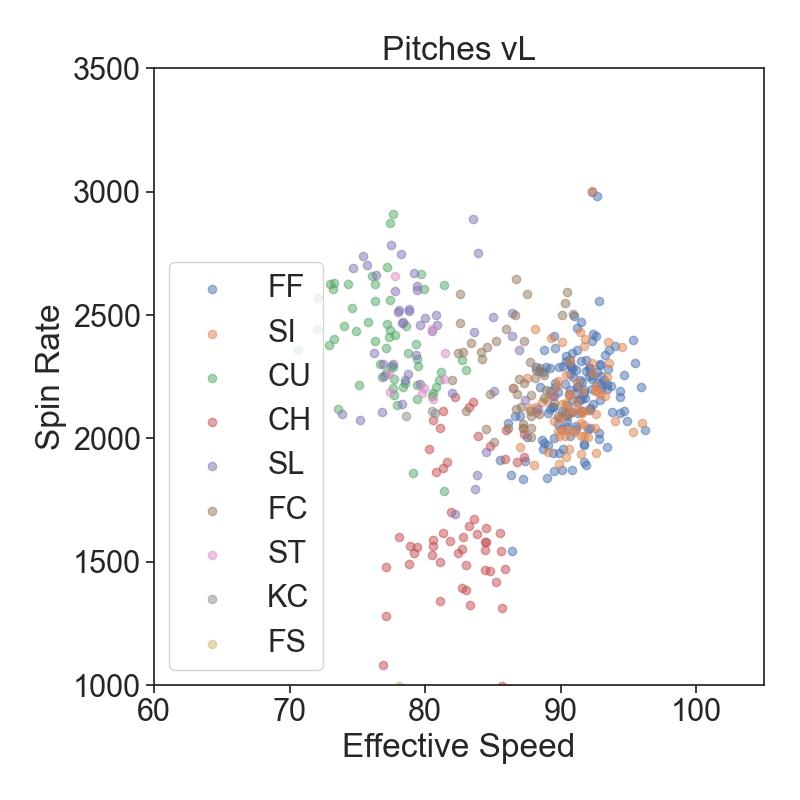 Pitches vL
3500
3000
2500
2000
1500
1000
Spin Rate
FF
SI
CU
CH
SL
FC
ST
KC
FS
60 70 80 90 100
Effective Speed